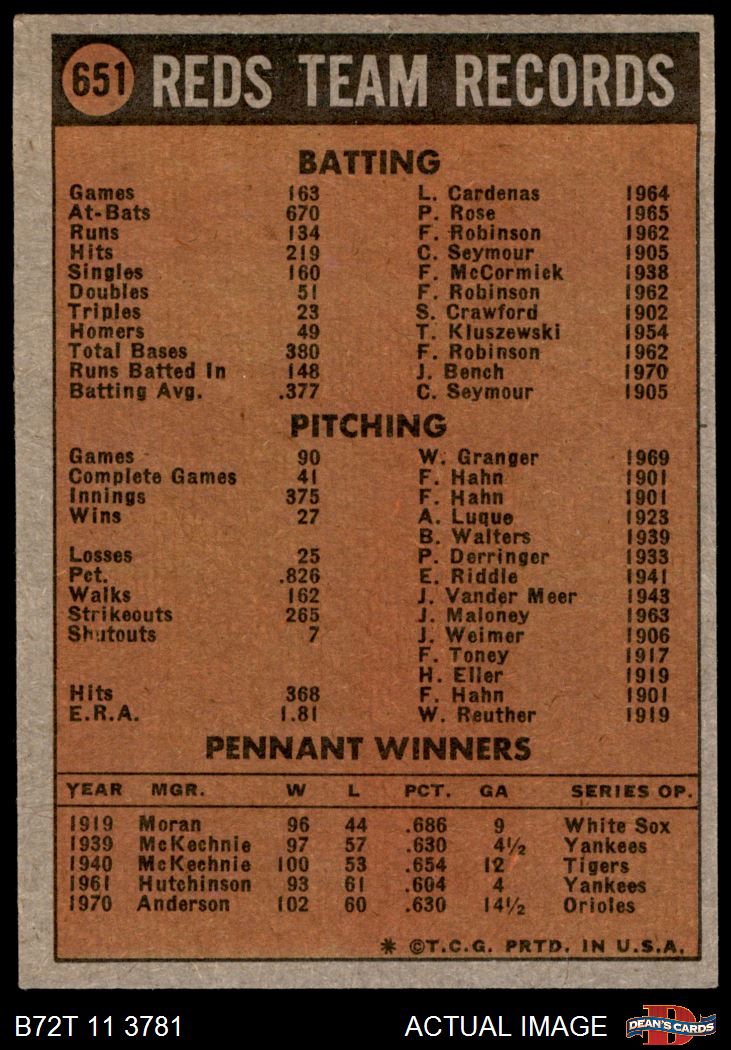 651 REDS TEAM RECORDS
BATTING
Games 163 L. Cardenas 1964
At-Bats 670 P. Rose 1965
Runs 134 F. Robinson 1962
Hits 219 C. Seymour 1905
Singles 160 F. McCormick 1938
Doubles 51 F. Robinson 1962
Triples 23 S. Crawford 1902
Homers 49 T. Kluszewski 1954
Total Bases 380 F. Robinson 1962
Runs Batted In 148 J. Bench 1970
Batting Avg. .377 C. Seymour 1905
PITCHING
Games 90 W. Granger 1969
Complete Games 41 F. Hahn 1901
Innings 375 F. Hahn 1901
Wins 27 A. Luque 1923
B. Walters 1939
Losses 25 P. Derringer 1933
Pct. .826 E. Riddle 1941
Walks 162 J. Vander Meer 1943
Strikeouts 265 J. Maloney 1963
Shutouts 7 J. Weimer 1906
F. Toney 1917
H. Eller 1919
Hits 368 F. Hahn 1901
E.R.A. 1.81 W. Reuther 1919
PENNANT WINNERS
YEAR MGR. W L PCT. GA SERIES OP.
1919 Moran 96 44 .686 9 White Sox
1939 McKechnie 97 57 .630 4½ Yankees
1940 McKechnie 100 53 .654 12 Tigers
1961 Hutchinson 93 61 .604 4 Yankees
1970 Anderson 102 60 .630 14½ Orioles
* ©T.C.G. PRTD. IN U.S.A.
B72T 11 3781 ACTUAL IMAGE D DEAN'S CARDS